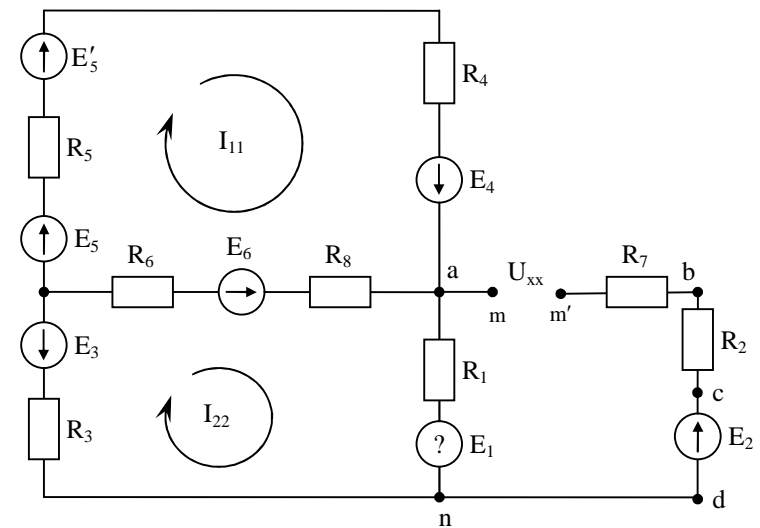 E′₅
R₄
R₅
I₁₁
E₄
E₅
R₆
E₆
R₈
a
Uₓₓ
R₇
b
m
m′
E₃
R₁
R₂
I₂₂
c
R₃
?
E₁
E₂
n
d